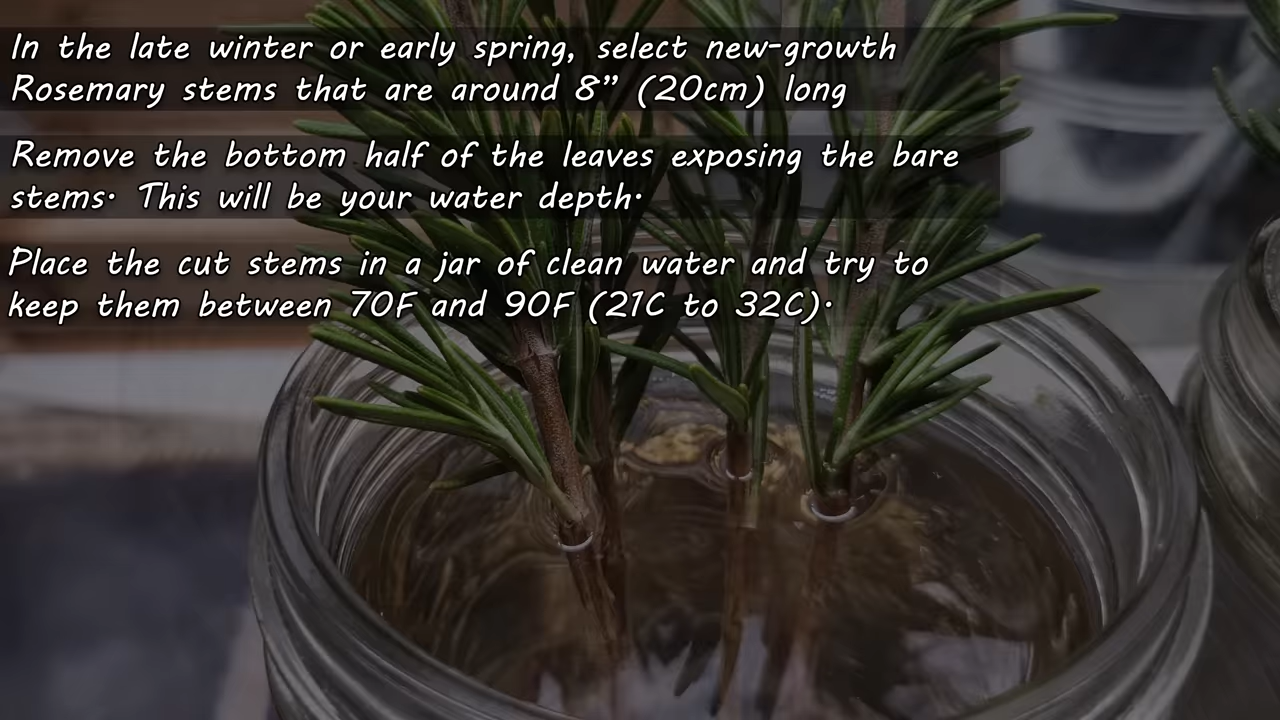 In the late winter or early spring, select new-growth
Rosemary stems that are around 8” (20cm) long
Remove the bottom half of the leaves exposing the bare
stems. This will be your water depth.
Place the cut stems in a jar of clean water and try to
keep them between 70F and 90F (21C to 32C).